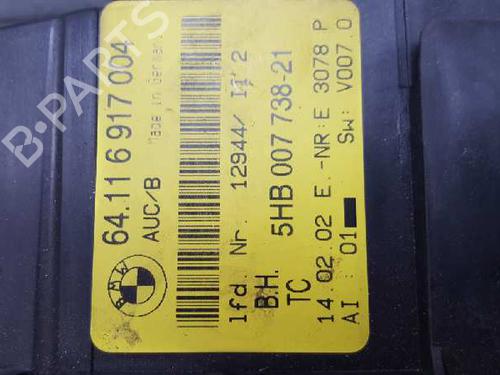 64.11 6 917 004
AUC/B
Made in Germany
BMW
lfd. Nr. 12944/ I1 2
B.H. 5HB 007 738-21
TC
14.02.02 E.-NR:E 3078 P
AI : 01 SW: V007.0
B-PARTS